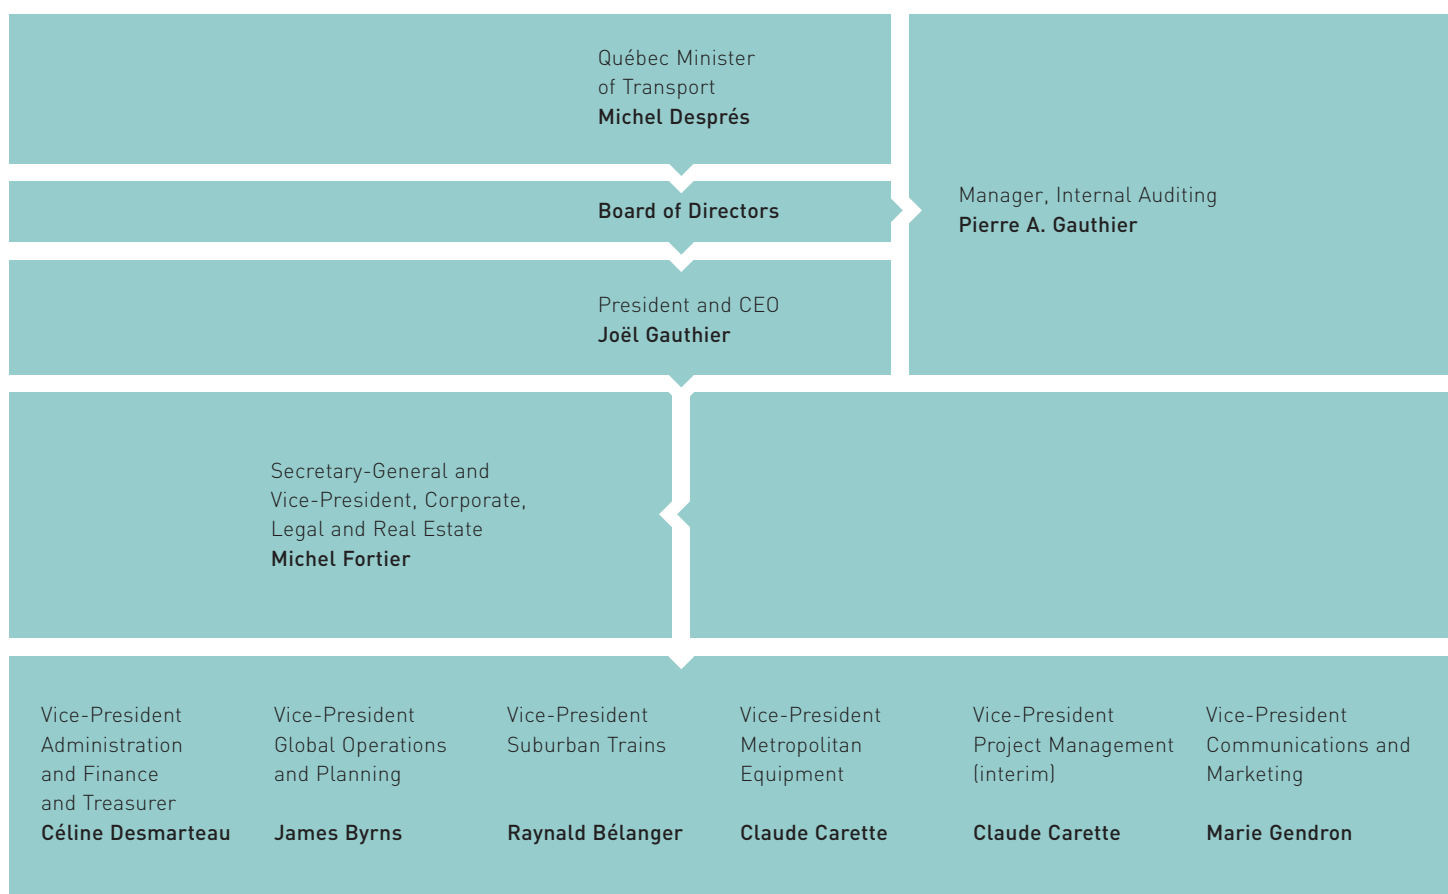 Québec Minister
of Transport
Michel Després
Board of Directors
Manager, Internal Auditing
Pierre A. Gauthier
President and CEO
Joël Gauthier
Secretary-General and
Vice-President, Corporate,
Legal and Real Estate
Michel Fortier
Vice-President
Administration
and Finance
and Treasurer
Céline Desmarteau
Vice-President
Global Operations
and Planning
James Byrns
Vice-President
Suburban Trains
Raynald Bélanger
Vice-President
Metropolitan
Equipment
Claude Carette
Vice-President
Project Management
(interim)
Claude Carette
Vice-President
Communications and
Marketing
Marie Gendron